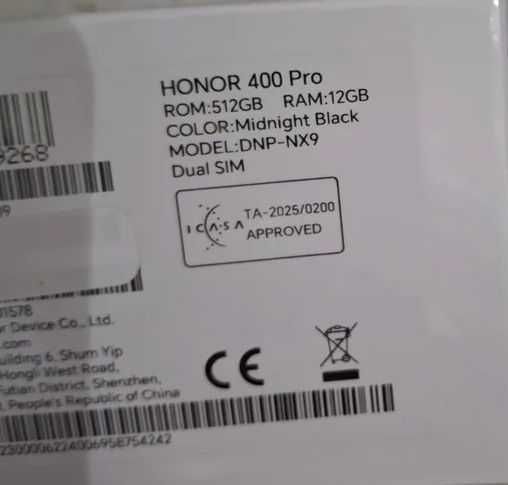 HONOR 400 Pro
ROM:512GB RAM:12GB
COLOR:Midnight Black
MODEL:DNP-NX9
Dual SIM
ICASA TA-2025/0200
APPROVED
9268
01578
Device Co., Ltd.
.com
6, Shum Yip
Hongli West Road,
Futian District, Shenzhen,
People's Republic of China
CE
2300006224006958754242